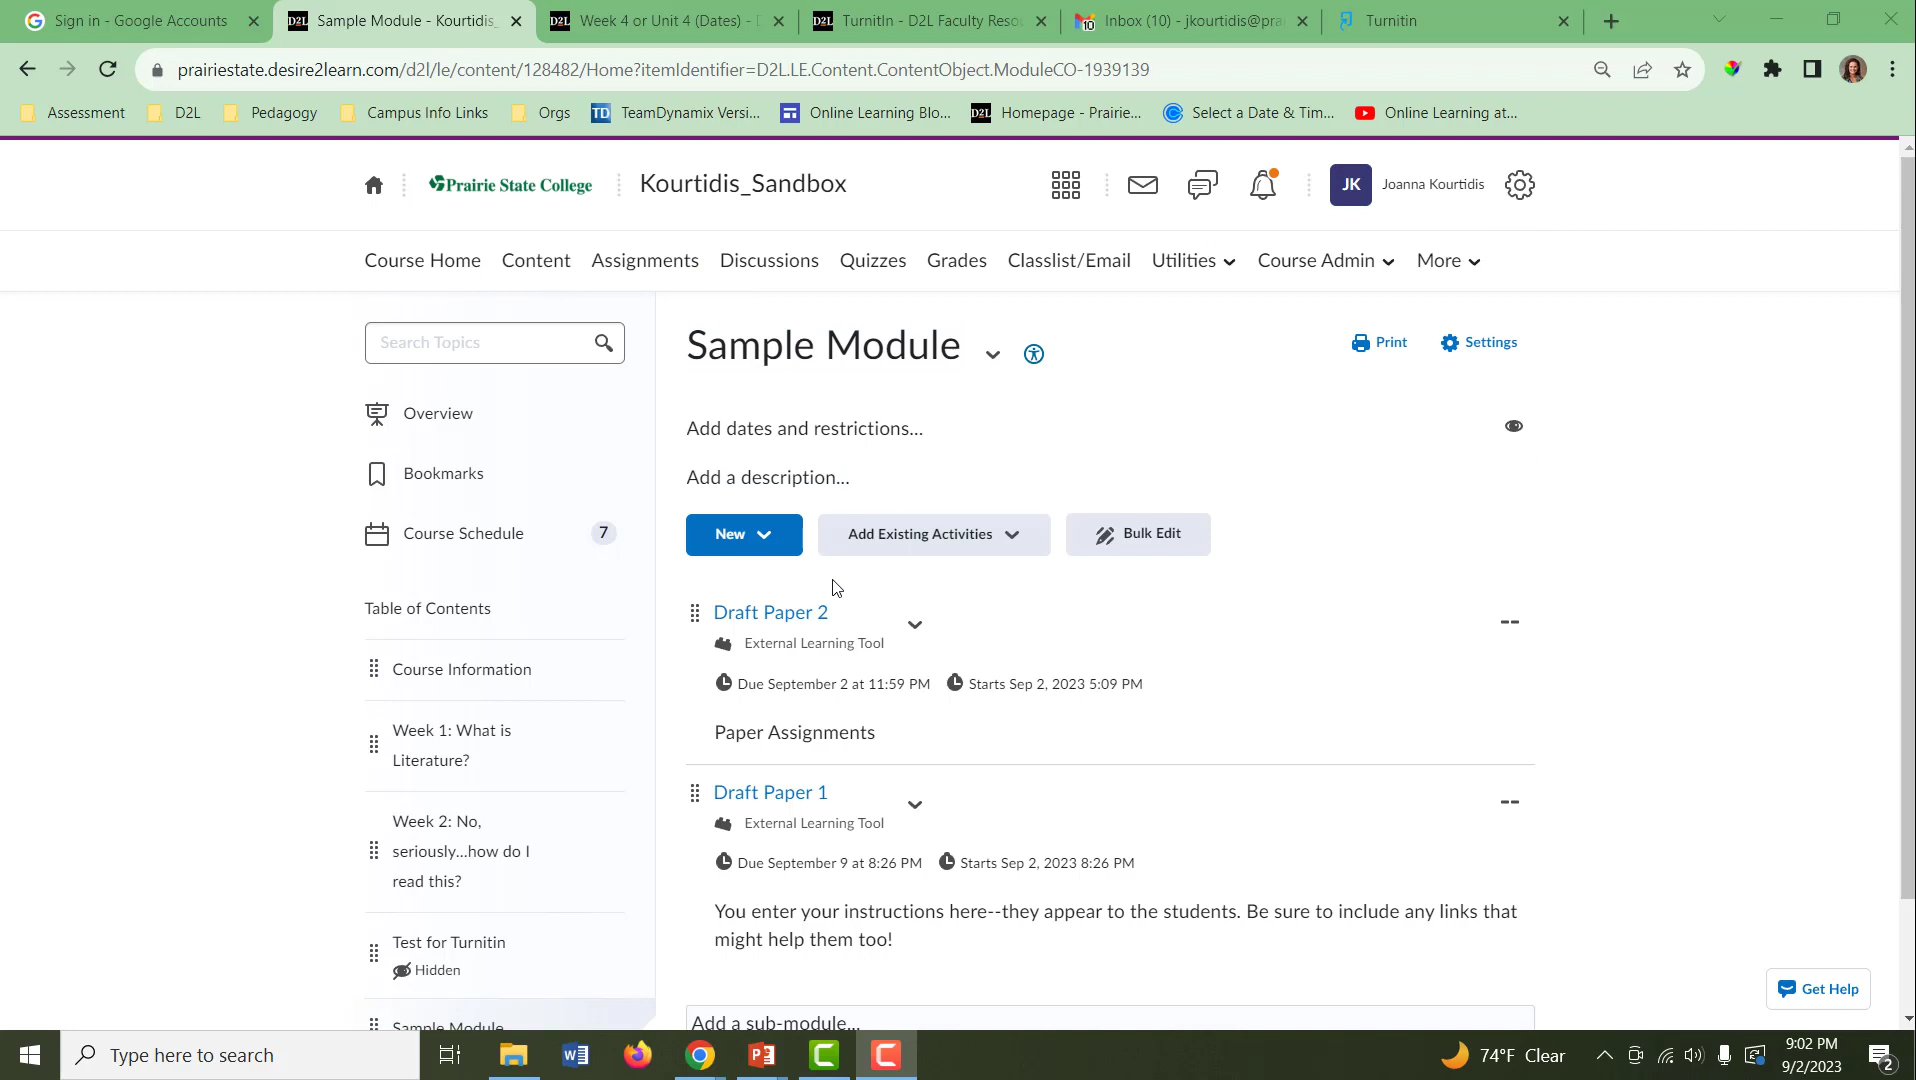 Sign in - Google Accounts
Sample Module - Kourtidis_
Week 4 or Unit 4 (Dates) - D
TurnitIn - D2L Faculty Reso
Inbox (10) - jkourtidis@prai
Turnitin
prairiestate.desire2learn.com/d2l/le/content/128482/Home?itemIdentifier=D2L.LE.Content.ContentObject.ModuleCO-1939139
Assessment
D2L
Pedagogy
Campus Info Links
Orgs
TeamDynamix Versi...
Online Learning Blo...
Homepage - Prairie...
Select a Date & Tim...
Online Learning at...
Prairie State College
Kourtidis_Sandbox
JK
Joanna Kourtidis
Course Home
Content
Assignments
Discussions
Quizzes
Grades
Classlist/Email
Utilities
Course Admin
More
Search Topics
Overview
Bookmarks
Course Schedule
7
Table of Contents
Course Information
Week 1: What is
Literature?
Week 2: No,
seriously...how do I
read this?
Test for Turnitin
Hidden
Sample Module
Sample Module
Print
Settings
Add dates and restrictions...
Add a description...
New
Add Existing Activities
Bulk Edit
Draft Paper 2
External Learning Tool
Due September 2 at 11:59 PM
Starts Sep 2, 2023 5:09 PM
Paper Assignments
Draft Paper 1
External Learning Tool
Due September 9 at 8:26 PM
Starts Sep 2, 2023 8:26 PM
You enter your instructions here--they appear to the students. Be sure to include any links that
might help them too!
Add a sub-module...
Get Help
Type here to search
74°F Clear
9:02 PM
9/2/2023
2